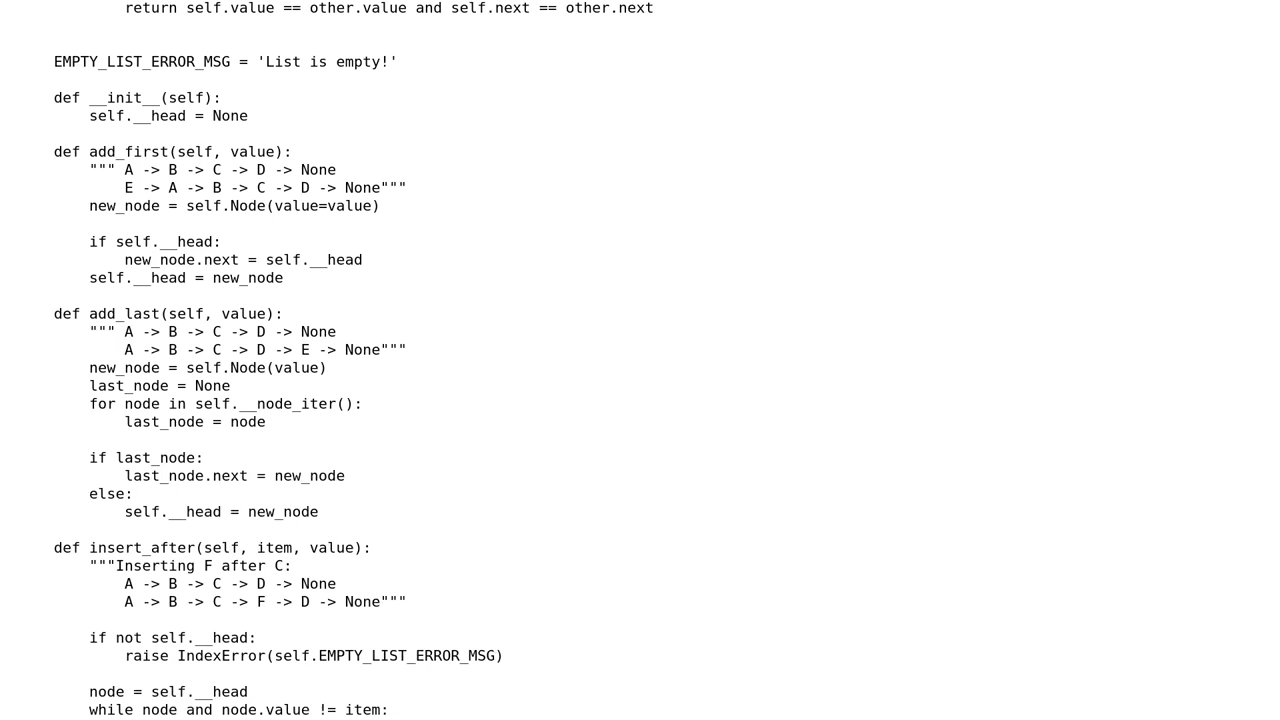 return self.value == other.value and self.next == other.next


    EMPTY_LIST_ERROR_MSG = 'List is empty!'

    def __init__(self):
        self.__head = None

    def add_first(self, value):
        """ A -> B -> C -> D -> None
            E -> A -> B -> C -> D -> None"""
        new_node = self.Node(value=value)

        if self.__head:
            new_node.next = self.__head
        self.__head = new_node

    def add_last(self, value):
        """ A -> B -> C -> D -> None
            A -> B -> C -> D -> E -> None"""
        new_node = self.Node(value)
        last_node = None
        for node in self.__node_iter():
            last_node = node

        if last_node:
            last_node.next = new_node
        else:
            self.__head = new_node

    def insert_after(self, item, value):
        """Inserting F after C:
            A -> B -> C -> D -> None
            A -> B -> C -> F -> D -> None"""

        if not self.__head:
            raise IndexError(self.EMPTY_LIST_ERROR_MSG)

        node = self.__head
        while node and node.value != item: